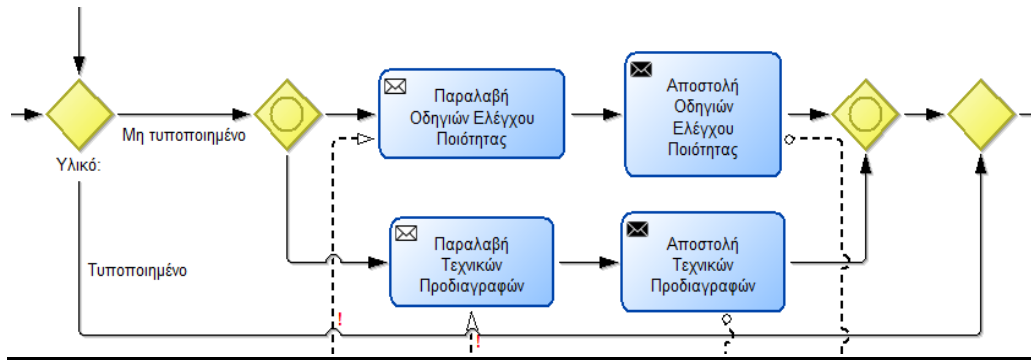 Παραλαβή
Οδηγιών Ελέγχου
Ποιότητας
Αποστολή
Οδηγιών
Ελέγχου
Ποιότητας
Μη τυποποιημένο
Υλικό:
Παραλαβή
Τεχνικών
Προδιαγραφών
Αποστολή
Τεχνικών
Προδιαγραφών
Τυποποιημένο
!
!